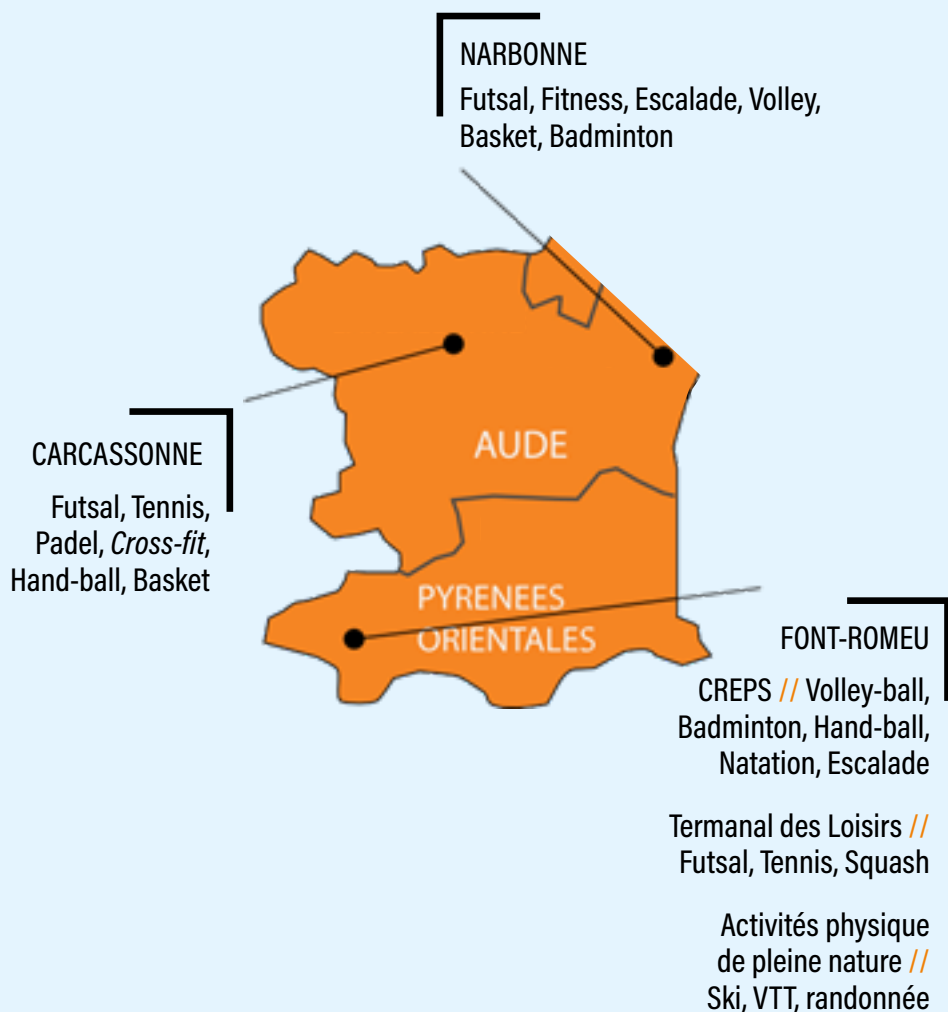 NARBONNE
Futsal, Fitness, Escalade, Volley,
Basket, Badminton
CARCASSONNE
Futsal, Tennis,
Padel, Cross-fit,
Hand-ball, Basket
AUDE
PYRENEES
ORIENTALES
FONT-ROMEU
CREPS // Volley-ball,
Badminton, Hand-ball,
Natation, Escalade
Termanal des Loisirs //
Futsal, Tennis, Squash
Activités physique
de pleine nature //
Ski, VTT, randonnée